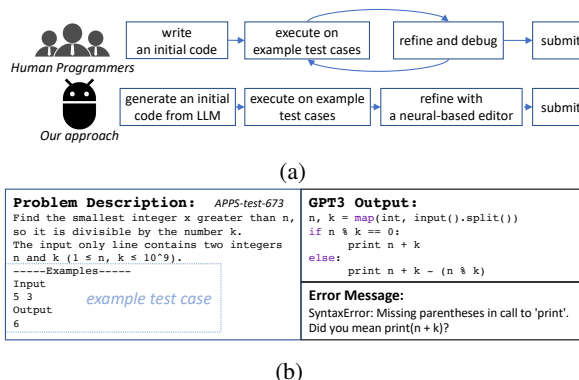 write
an initial code
execute on
example test cases
refine and debug
submit
Human Programmers
generate an initial
code from LLM
execute on example
test cases
refine with
a neural-based editor
submit
Our approach
(a)
Problem Description: APPS-test-673
Find the smallest integer x greater than n,
so it is divisible by the number k.
The input only line contains two integers
n and k (1 ≤ n, k ≤ 10^9).
-----Examples-----
Input
5 3
Output
6
example test case
GPT3 Output:
n, k = map(int, input().split())
if n % k == 0:
print n + k
else:
print n + k - (n % k)
Error Message:
SyntaxError: Missing parentheses in call to 'print'.
Did you mean print(n + k)?
(b)